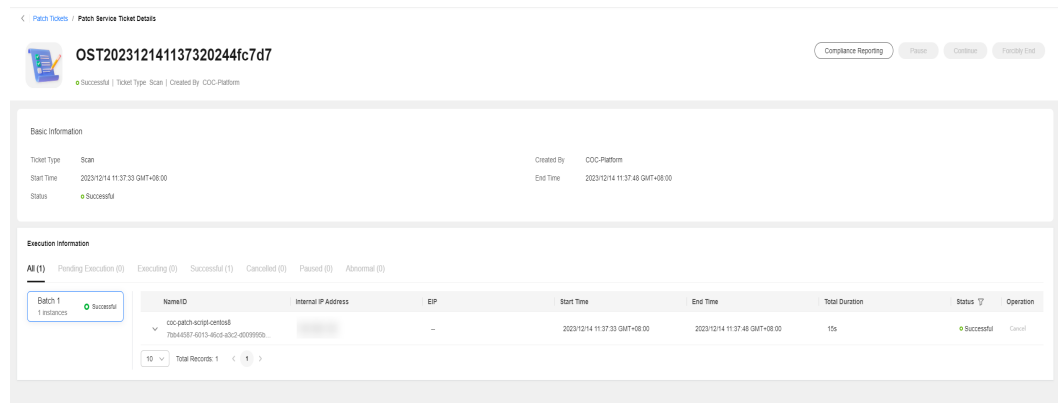 Patch Tickets / Patch Service Ticket Details
OST202312141137320244fc7d7
Compliance Reporting Pause Continue Forcibly End
Successful | Ticket Type Scan | Created By COC-Platform
Basic Information
Ticket Type Scan Created By COC-Platform
Start Time 2023/12/14 11:37:33 GMT+08:00 End Time 2023/12/14 11:37:48 GMT+08:00
Status Successful
Execution Information
All (1) Pending Execution (0) Executing (0) Successful (1) Cancelled (0) Paused (0) Abnormal (0)
Batch 1 Successful
1 instances
Name/ID Internal IP Address EIP Start Time End Time Total Duration Status Operation
coc-patch-script-centos8
7bb44587-6013-46cd-a3c2-d009995b...
-- 2023/12/14 11:37:33 GMT+08:00 2023/12/14 11:37:48 GMT+08:00 15s Successful Cancel
10 Total Records: 1 < 1 >